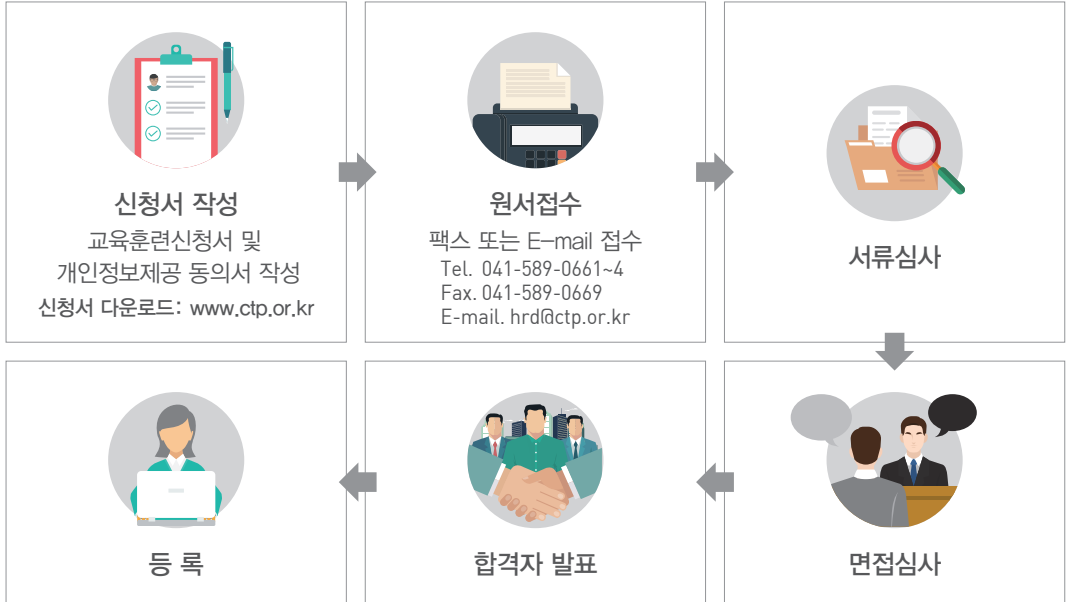 신청서 작성
교육훈련신청서 및
개인정보제공 동의서 작성
신청서 다운로드: www.ctp.or.kr
원서접수
팩스 또는 E-mail 접수
Tel. 041-589-0661~4
Fax. 041-589-0669
E-mail. hrd@ctp.or.kr
서류심사
면접심사
합격자 발표
등 록